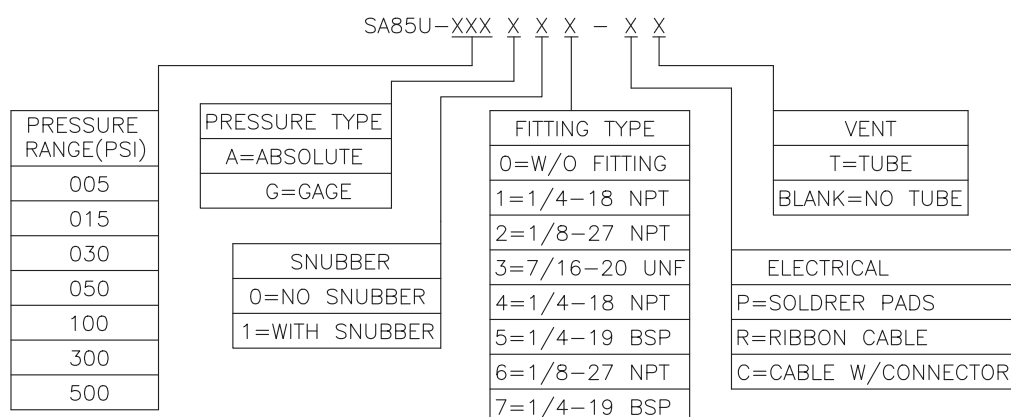 SA85U-XXX X X X - X X
PRESSURE
RANGE(PSI)
005
015
030
050
100
300
500
PRESSURE TYPE
A=ABSOLUTE
G=GAGE
SNUBBER
0=NO SNUBBER
1=WITH SNUBBER
FITTING TYPE
0=W/O FITTING
1=1/4-18 NPT
2=1/8-27 NPT
3=7/16-20 UNF
4=1/4-18 NPT
5=1/4-19 BSP
6=1/8-27 NPT
7=1/4-19 BSP
VENT
T=TUBE
BLANK=NO TUBE
ELECTRICAL
P=SOLDRER PADS
R=RIBBON CABLE
C=CABLE W/CONNECTOR